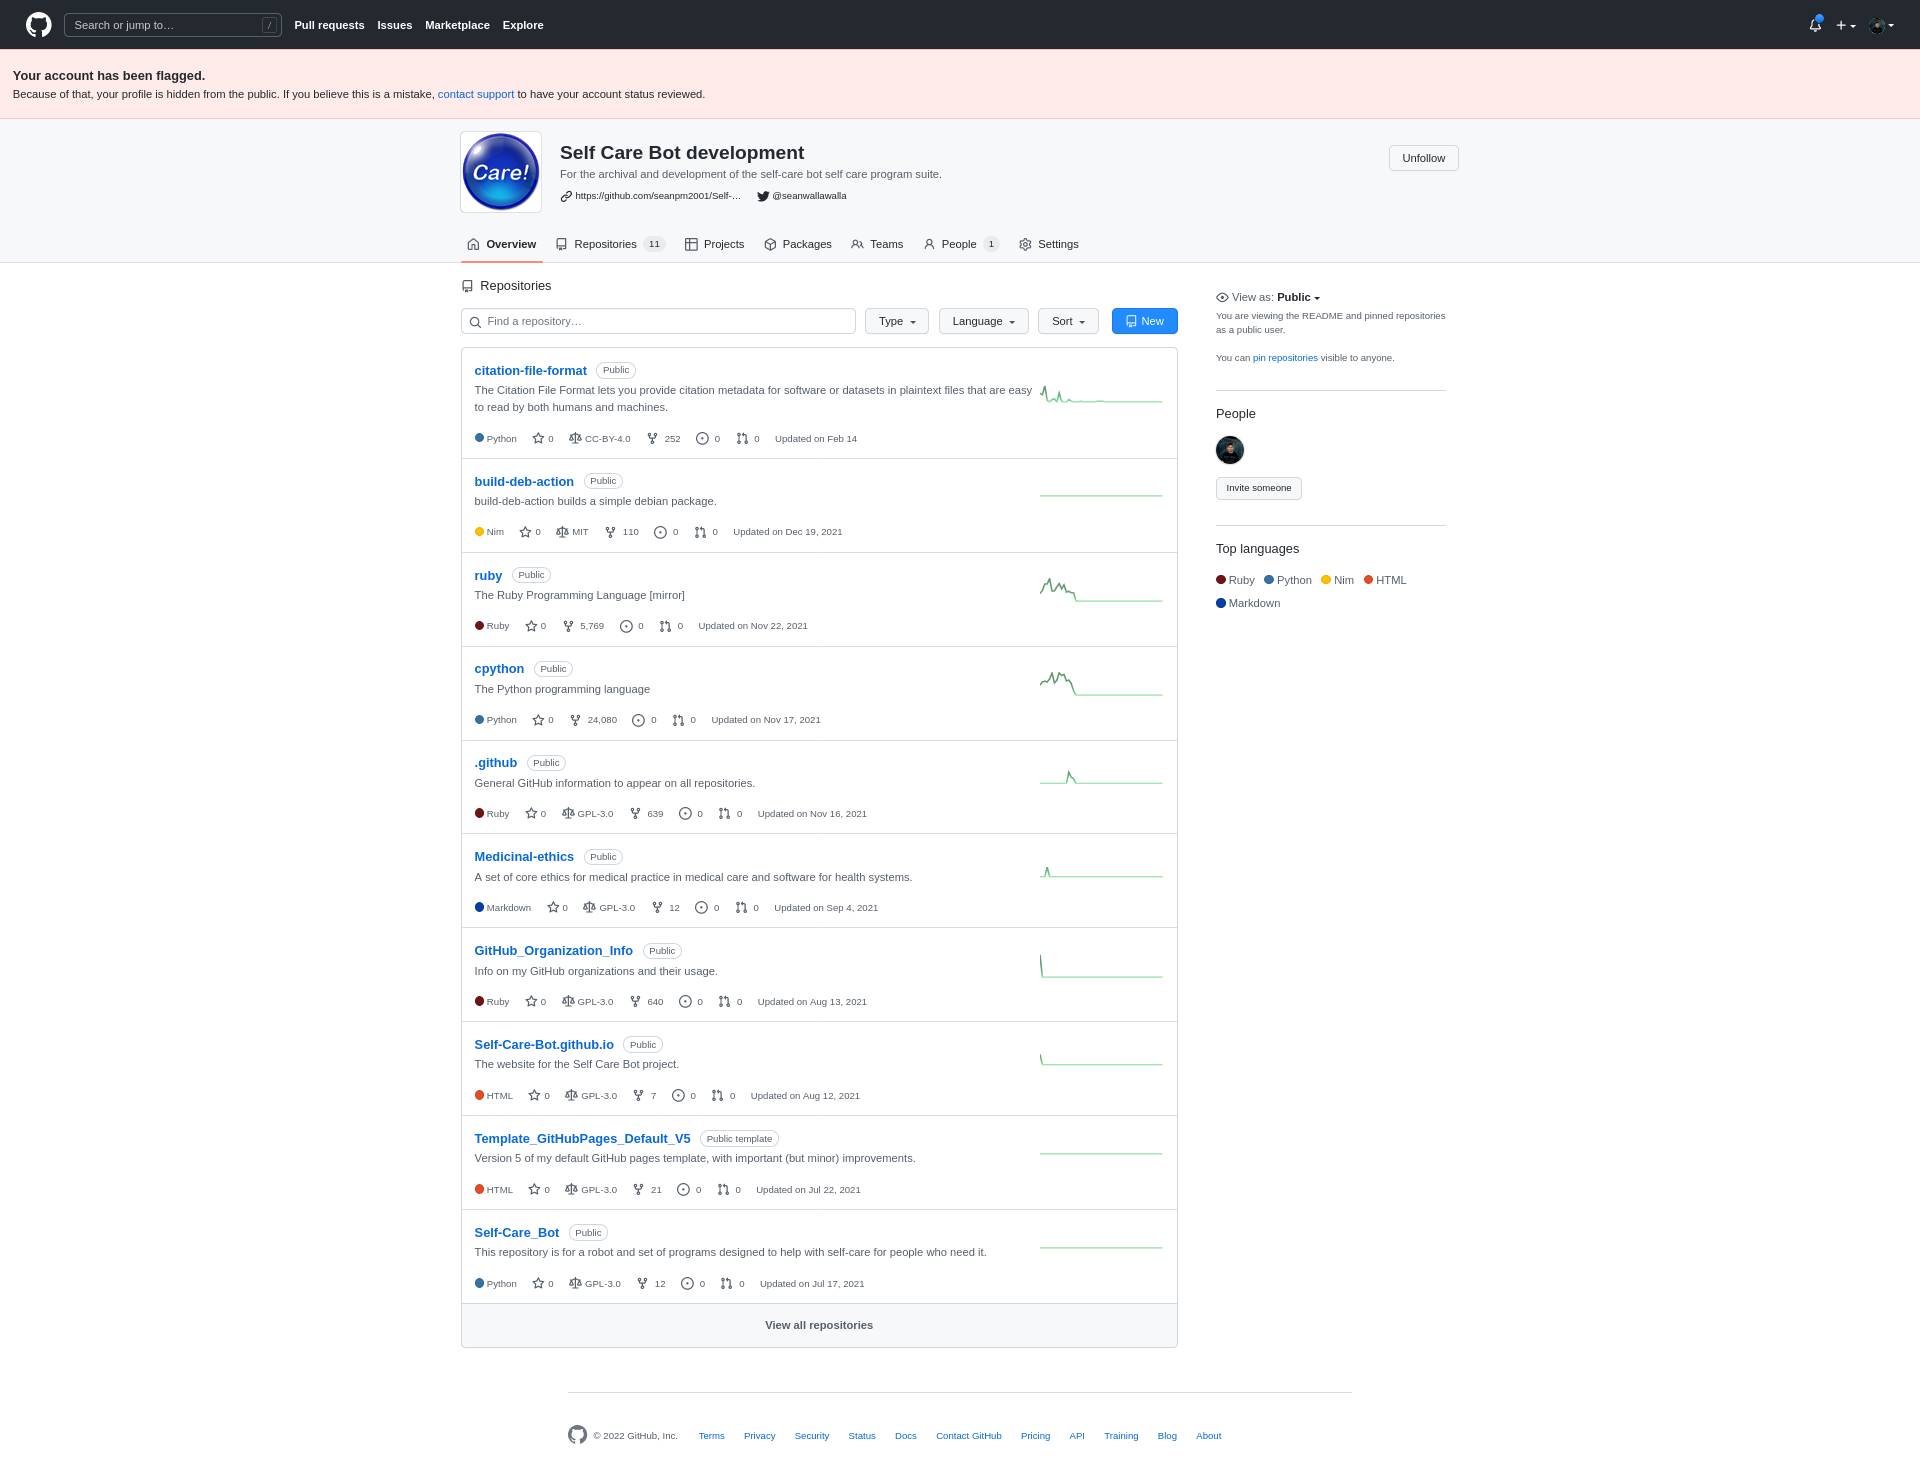 Search or jump to…
/
Pull requests
Issues
Marketplace
Explore
Your account has been flagged.
Because of that, your profile is hidden from the public. If you believe this is a mistake, contact support to have your account status reviewed.
Care!
Self Care Bot development
For the archival and development of the self-care bot self care program suite.
https://github.com/seanpm2001/Self-…
@seanwallawalla
Unfollow
Overview
Repositories 11
Projects
Packages
Teams
People 1
Settings
Repositories
Find a repository…
Type
Language
Sort
New
citation-file-format Public
The Citation File Format lets you provide citation metadata for software or datasets in plaintext files that are easy
to read by both humans and machines.
Python 0 CC-BY-4.0 252 0 0 Updated on Feb 14
build-deb-action Public
build-deb-action builds a simple debian package.
Nim 0 MIT 110 0 0 Updated on Dec 19, 2021
ruby Public
The Ruby Programming Language [mirror]
Ruby 0 5,769 0 0 Updated on Nov 22, 2021
cpython Public
The Python programming language
Python 0 24,080 0 0 Updated on Nov 17, 2021
.github Public
General GitHub information to appear on all repositories.
Ruby 0 GPL-3.0 639 0 0 Updated on Nov 16, 2021
Medicinal-ethics Public
A set of core ethics for medical practice in medical care and software for health systems.
Markdown 0 GPL-3.0 12 0 0 Updated on Sep 4, 2021
GitHub_Organization_Info Public
Info on my GitHub organizations and their usage.
Ruby 0 GPL-3.0 640 0 0 Updated on Aug 13, 2021
Self-Care-Bot.github.io Public
The website for the Self Care Bot project.
HTML 0 GPL-3.0 7 0 0 Updated on Aug 12, 2021
Template_GitHubPages_Default_V5 Public template
Version 5 of my default GitHub pages template, with important (but minor) improvements.
HTML 0 GPL-3.0 21 0 0 Updated on Jul 22, 2021
Self-Care_Bot Public
This repository is for a robot and set of programs designed to help with self-care for people who need it.
Python 0 GPL-3.0 12 0 0 Updated on Jul 17, 2021
View all repositories
View as: Public
You are viewing the README and pinned repositories
as a public user.
You can pin repositories visible to anyone.
People
Invite someone
Top languages
Ruby Python Nim HTML
Markdown
© 2022 GitHub, Inc.
Terms
Privacy
Security
Status
Docs
Contact GitHub
Pricing
API
Training
Blog
About